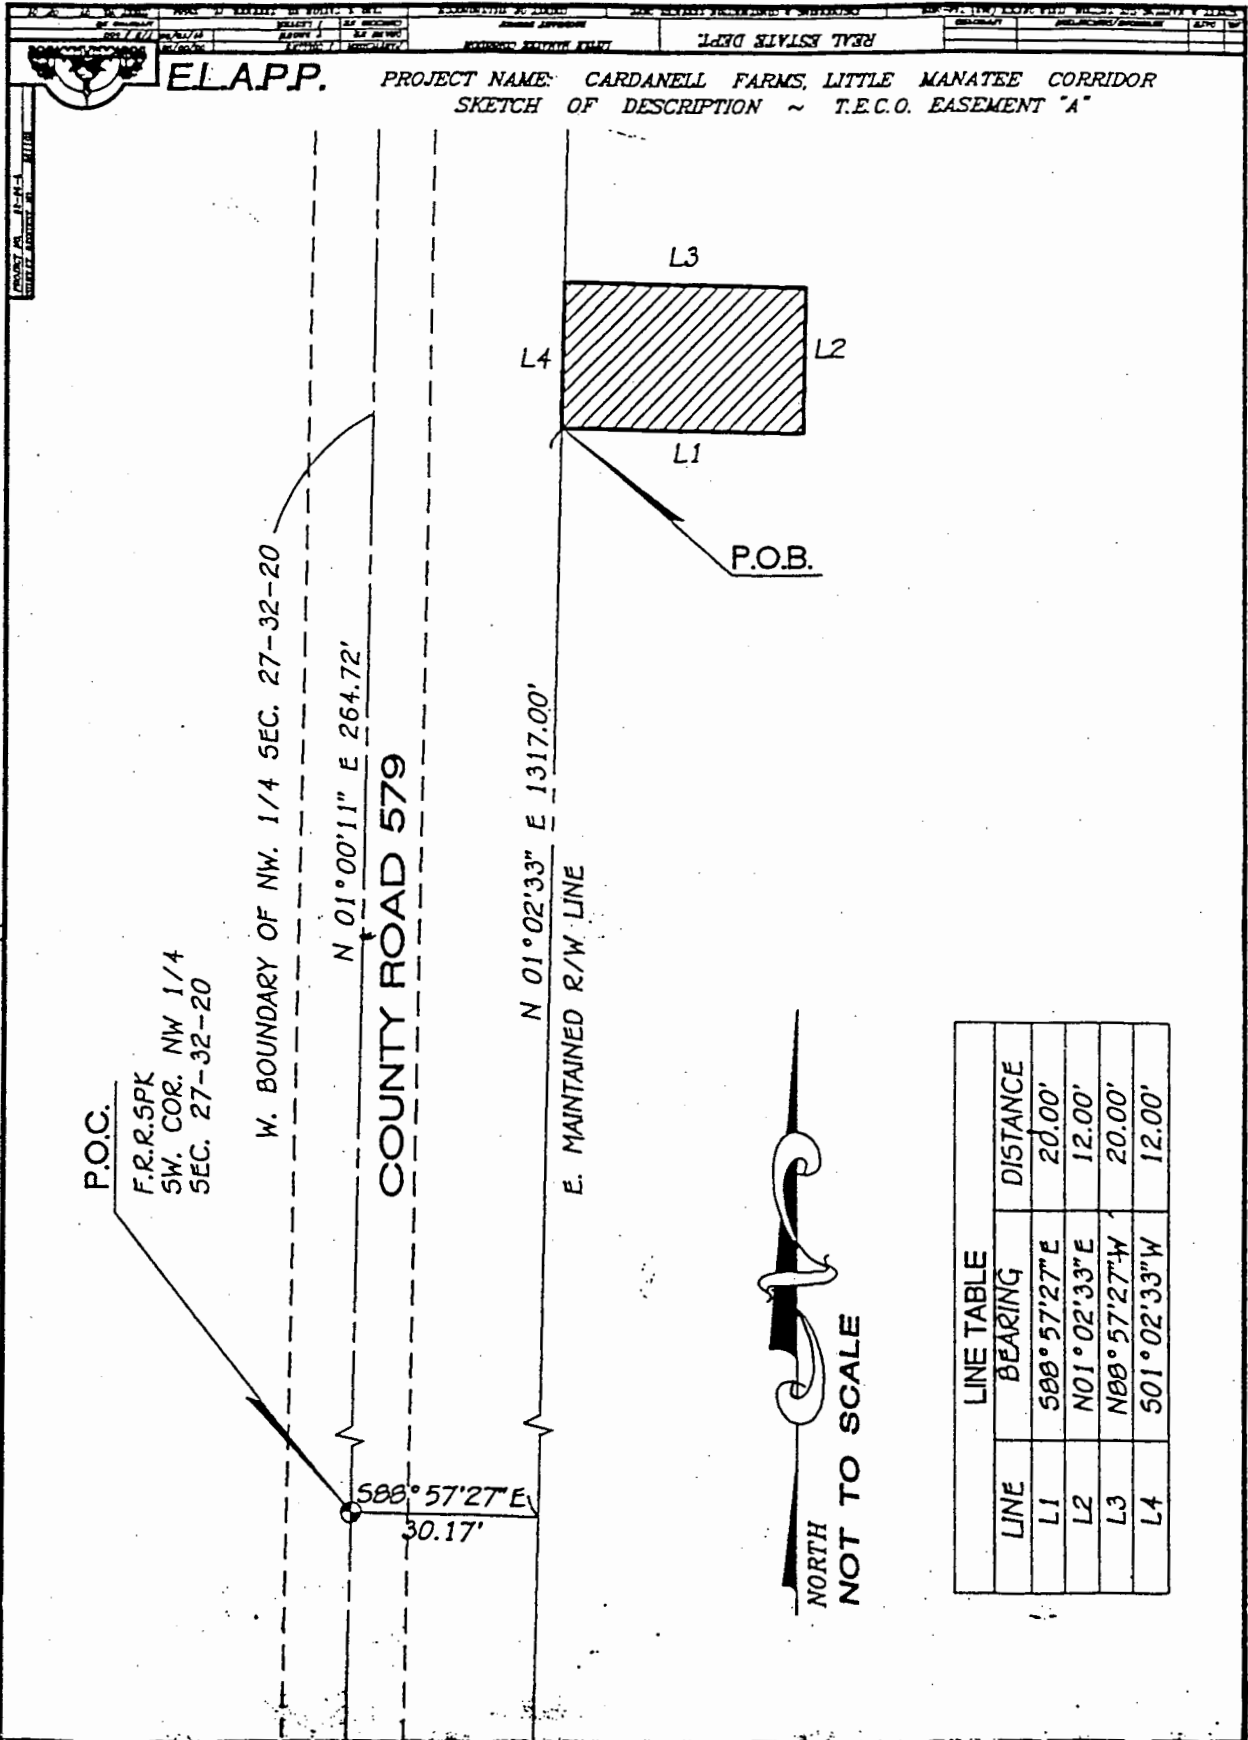 REAL ESTATE DEPT.
LITTLE MANATEE CORRIDOR
E.L.A.P.P.
PROJECT NAME: CARDANELL FARMS, LITTLE MANATEE CORRIDOR
SKETCH OF DESCRIPTION ~ T.E.C.O. EASEMENT "A"
L3
L4
L2
L1
P.O.B.
W. BOUNDARY OF NW. 1/4 SEC. 27-32-20
N 01°00'11" E 264.72'
COUNTY ROAD 579
N 01°02'33" E 1317.00'
E. MAINTAINED R/W LINE
P.O.C.
F.R.R.SPK
SW. COR. NW 1/4
SEC. 27-32-20
S88°57'27"E
30.17'
NORTH
NOT TO SCALE
LINE TABLE
LINE BEARING DISTANCE
L1 S88°57'27"E 20.00'
L2 N01°02'33"E 12.00'
L3 N88°57'27"W 20.00'
L4 S01°02'33"W 12.00'